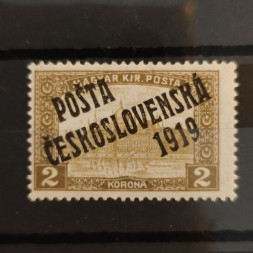 MAGYAR KIR. POSTA
POŠTA
ČESKOSLOVENSKÁ
1919
2 KORONA 2